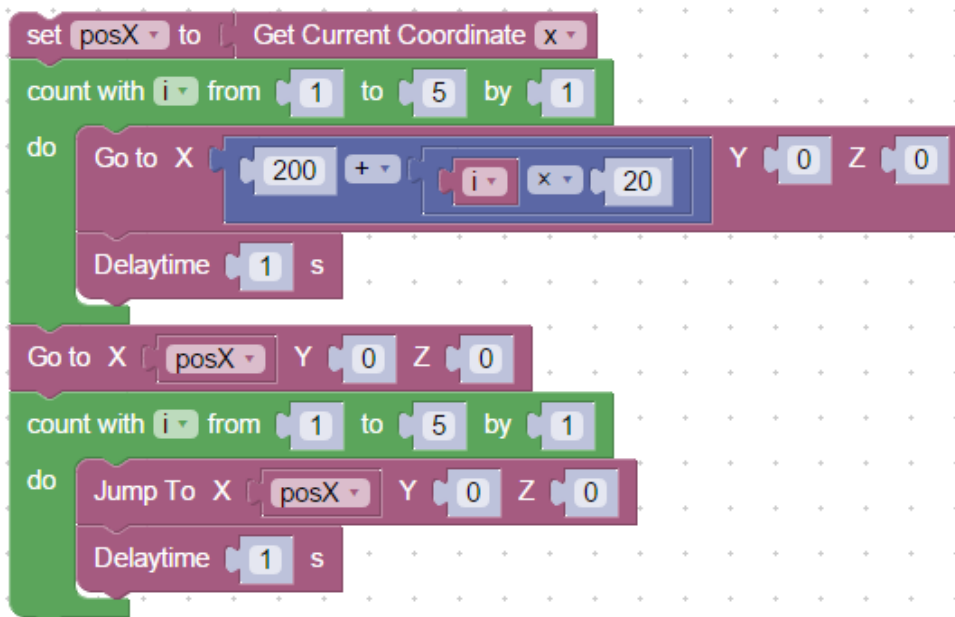 set posX to Get Current Coordinate x
count with i from 1 to 5 by 1
do Go to X 200 + i × 20 Y 0 Z 0
Delaytime 1 s
Go to X posX Y 0 Z 0
count with i from 1 to 5 by 1
do Jump To X posX Y 0 Z 0
Delaytime 1 s